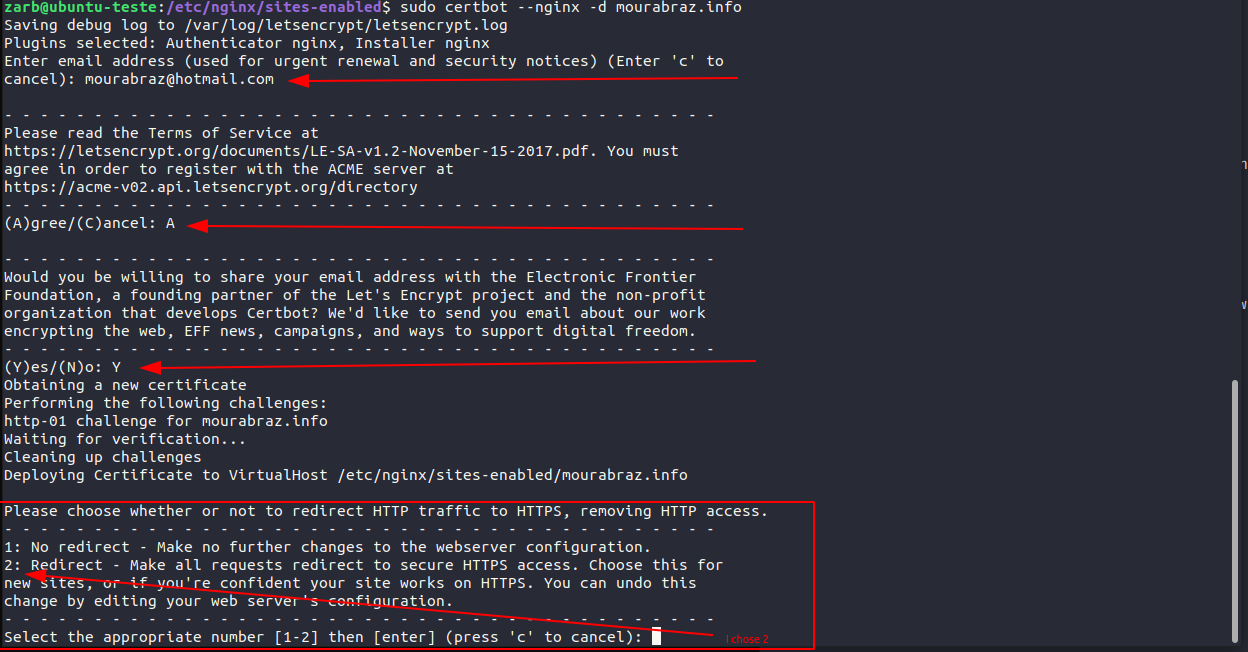 zarb@ubuntu-teste:/etc/nginx/sites-enabled$ sudo certbot --nginx -d mourabraz.info
Saving debug log to /var/log/letsencrypt/letsencrypt.log
Plugins selected: Authenticator nginx, Installer nginx
Enter email address (used for urgent renewal and security notices) (Enter 'c' to
cancel): mourabraz@hotmail.com
- - - - - - - - - - - - - - - - - - - - - - - - - - - - - - - - - - - - - - - -
Please read the Terms of Service at
https://letsencrypt.org/documents/LE-SA-v1.2-November-15-2017.pdf. You must
agree in order to register with the ACME server at
https://acme-v02.api.letsencrypt.org/directory
- - - - - - - - - - - - - - - - - - - - - - - - - - - - - - - - - - - - - - - -
(A)gree/(C)ancel: A
- - - - - - - - - - - - - - - - - - - - - - - - - - - - - - - - - - - - - - - -
Would you be willing to share your email address with the Electronic Frontier
Foundation, a founding partner of the Let's Encrypt project and the non-profit
organization that develops Certbot? We'd like to send you email about our work
encrypting the web, EFF news, campaigns, and ways to support digital freedom.
- - - - - - - - - - - - - - - - - - - - - - - - - - - - - - - - - - - - - - - -
(Y)es/(N)o: Y
Obtaining a new certificate
Performing the following challenges:
http-01 challenge for mourabraz.info
Waiting for verification...
Cleaning up challenges
Deploying Certificate to VirtualHost /etc/nginx/sites-enabled/mourabraz.info
Please choose whether or not to redirect HTTP traffic to HTTPS, removing HTTP access.
- - - - - - - - - - - - - - - - - - - - - - - - - - - - - - - - - - - - - - - -
1: No redirect - Make no further changes to the webserver configuration.
2: Redirect - Make all requests redirect to secure HTTPS access. Choose this for
new sites, or if you're confident your site works on HTTPS. You can undo this
change by editing your web server's configuration.
- - - - - - - - - - - - - - - - - - - - - - - - - - - - - - - - - - - - - - - -
Select the appropriate number [1-2] then [enter] (press 'c' to cancel):
I chose 2